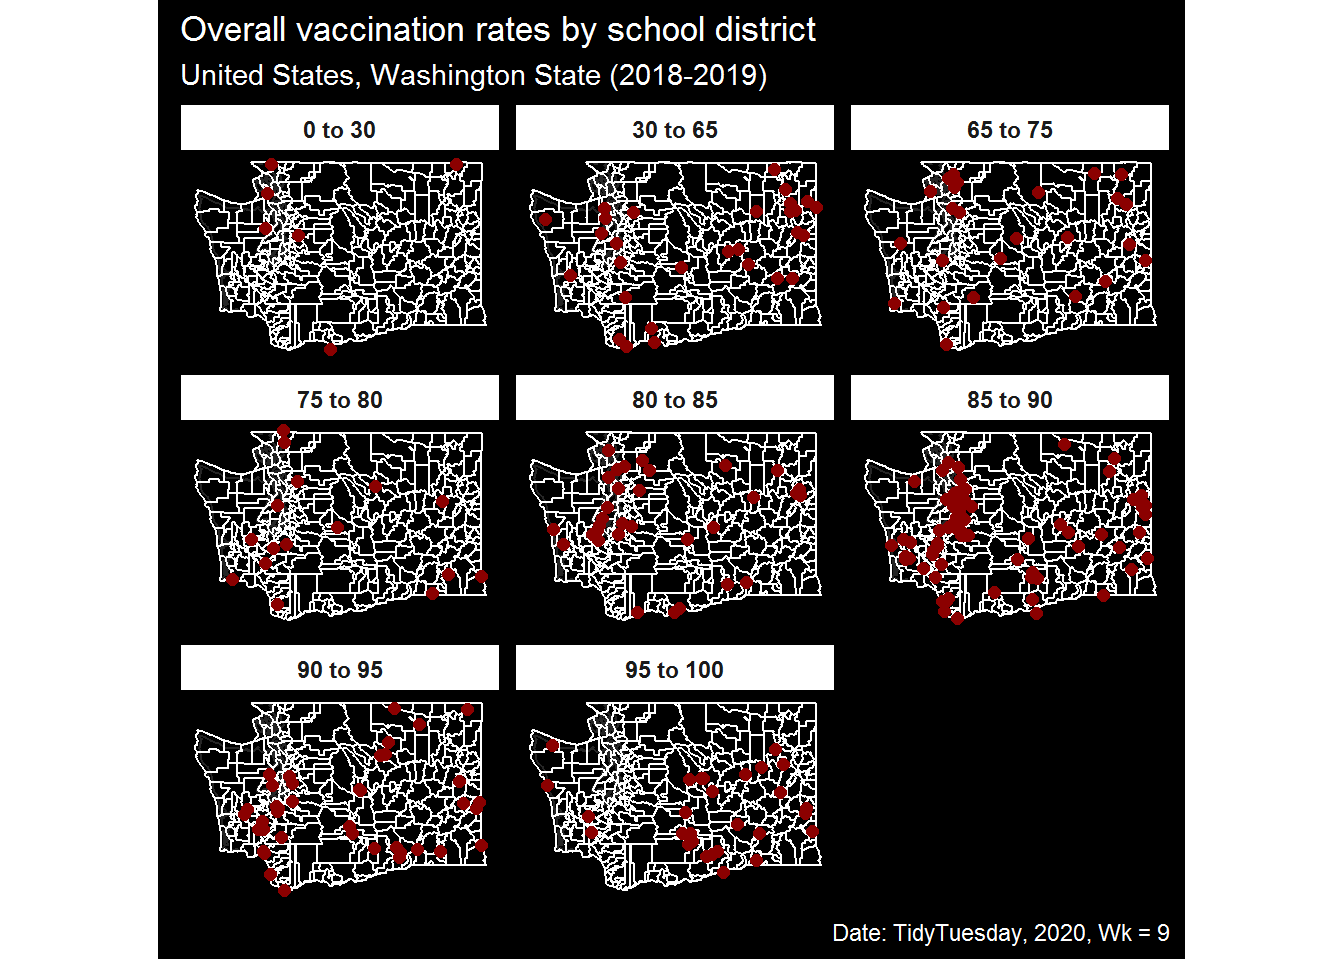 Overall vaccination rates by school district
United States, Washington State (2018-2019)
0 to 30
30 to 65
65 to 75
75 to 80
80 to 85
85 to 90
90 to 95
95 to 100
Date: TidyTuesday, 2020, Wk = 9